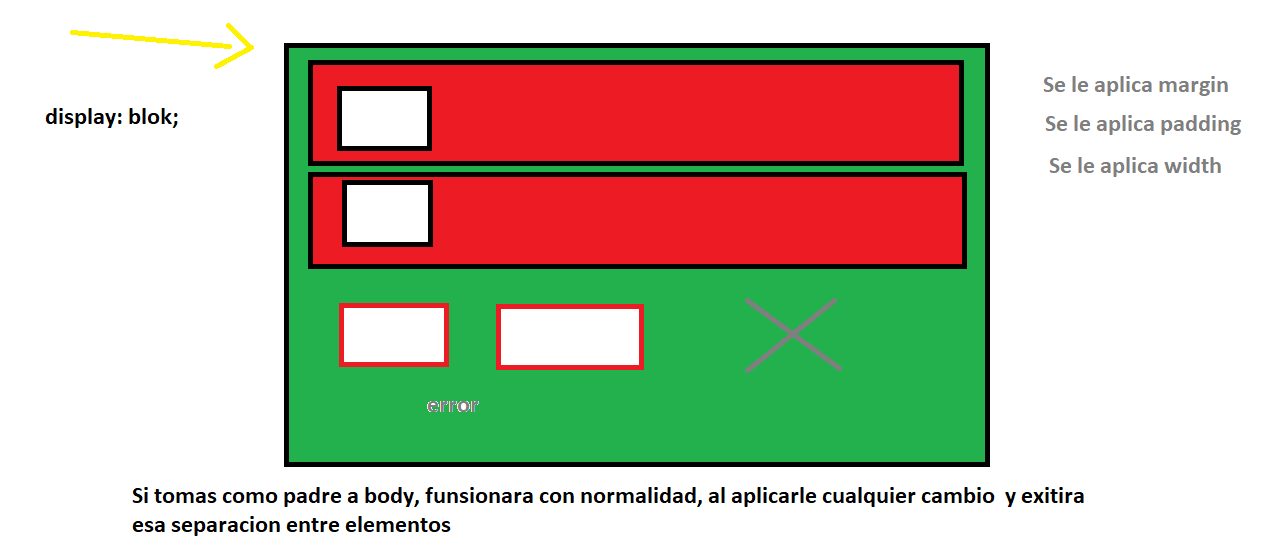 display: blok;
Se le aplica margin
Se le aplica padding
Se le aplica width
error
Si tomas como padre a body, funsionara con normalidad, al aplicarle cualquier cambio y exitira
esa separacion entre elementos